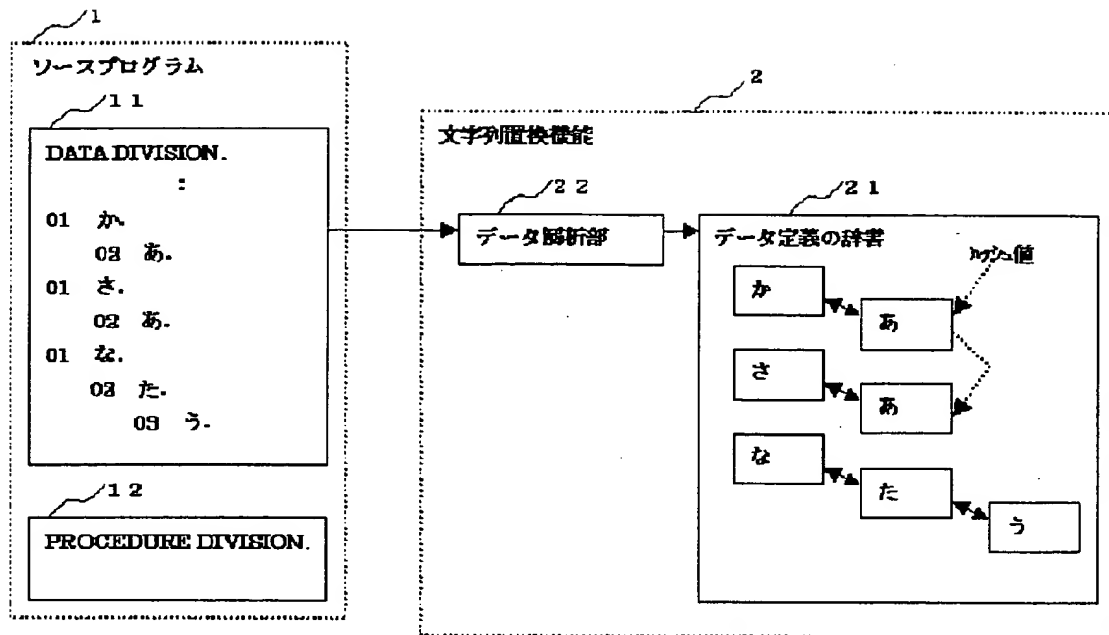 1
ソースプログラム
11
DATA DIVISION.
:
01 か.
02 あ.
01 さ.
02 あ.
01 な.
02 た.
03 う.
12
PROCEDURE DIVISION.
2
文字列置換機能
22
データ解析部
21
データ定義の辞書
ハッシュ値
か
あ
さ
あ
な
た
う